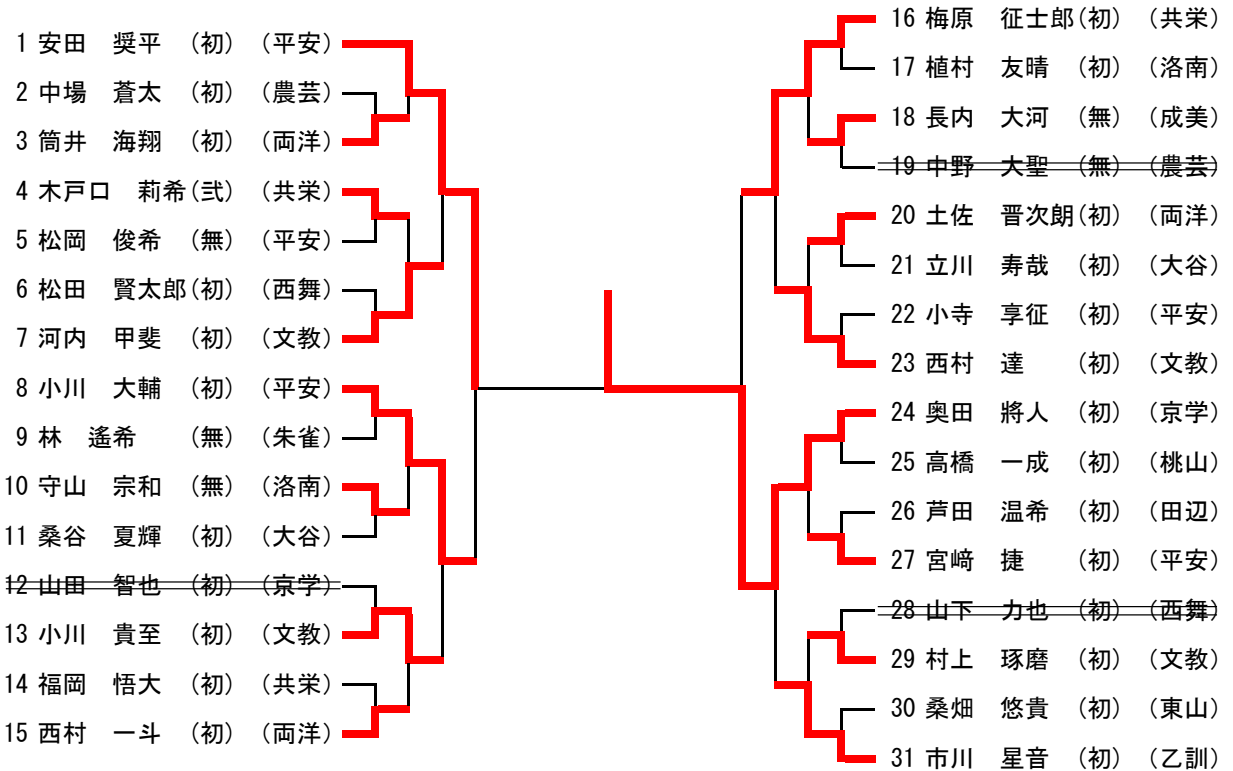 1 安田 奨平 (初) (平安)
2 中場 蒼太 (初) (農芸)
3 筒井 海翔 (初) (両洋)
4 木戸口 莉希(弐) (共栄)
5 松岡 俊希 (無) (平安)
6 松田 賢太郎(初) (西舞)
7 河内 甲斐 (初) (文教)
8 小川 大輔 (初) (平安)
9 林 遙希 (無) (朱雀)
10 守山 宗和 (無) (洛南)
11 桑谷 夏輝 (初) (大谷)
12 山田 智也 (初) (京学)
13 小川 貴至 (初) (文教)
14 福岡 悟大 (初) (共栄)
15 西村 一斗 (初) (両洋)
16 梅原 征士郎(初) (共栄)
17 植村 友晴 (初) (洛南)
18 長内 大河 (無) (成美)
19 中野 大聖 (無) (農芸)
20 土佐 晋次朗(初) (両洋)
21 立川 寿哉 (初) (大谷)
22 小寺 享征 (初) (平安)
23 西村 達 (初) (文教)
24 奥田 將人 (初) (京学)
25 高橋 一成 (初) (桃山)
26 芦田 温希 (初) (田辺)
27 宮﨑 捷 (初) (平安)
28 山下 力也 (初) (西舞)
29 村上 琢磨 (初) (文教)
30 桑畑 悠貴 (初) (東山)
31 市川 星音 (初) (乙訓)